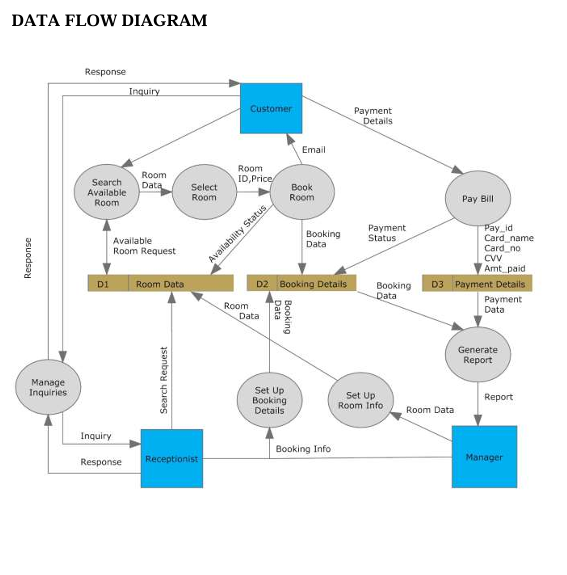 DATA FLOW DIAGRAM
Response
Inquiry
Customer
Payment
Details
Email
Search
Available
Room
Room
Data
Select
Room
Room
ID,Price
Book
Room
Pay Bill
Available
Room Request
Availability Status
Booking
Data
Payment
Status
Pay_id
Card_name
Card_no
CVV
Amt_paid
Response
D1 Room Data
D2 Booking Details
D3 Payment Details
Room
Data
Booking
Data
Booking
Data
Payment
Data
Generate
Report
Search Request
Manage
Inquiries
Set Up
Booking
Details
Set Up
Room Info
Room Data
Report
Inquiry
Response
Receptionist
Booking Info
Manager